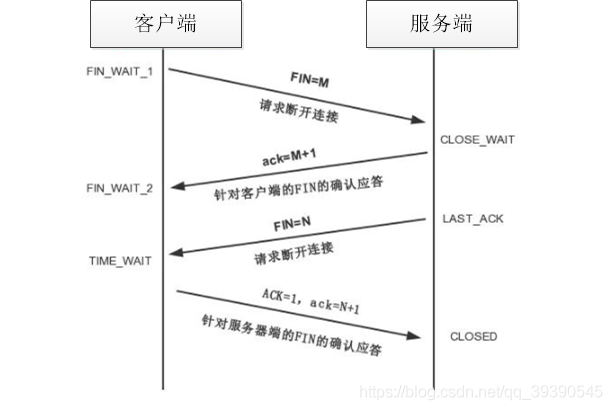 客户端
服务端
FIN_WAIT_1
FIN=M
请求断开连接
CLOSE_WAIT
ack=M+1
针对客户端的FIN的确认应答
FIN_WAIT_2
FIN=N
请求断开连接
LAST_ACK
TIME_WAIT
ACK=1, ack=N+1
针对服务器端的FIN的确认应答
CLOSED
https://blog.csdn.net/qq_39390545